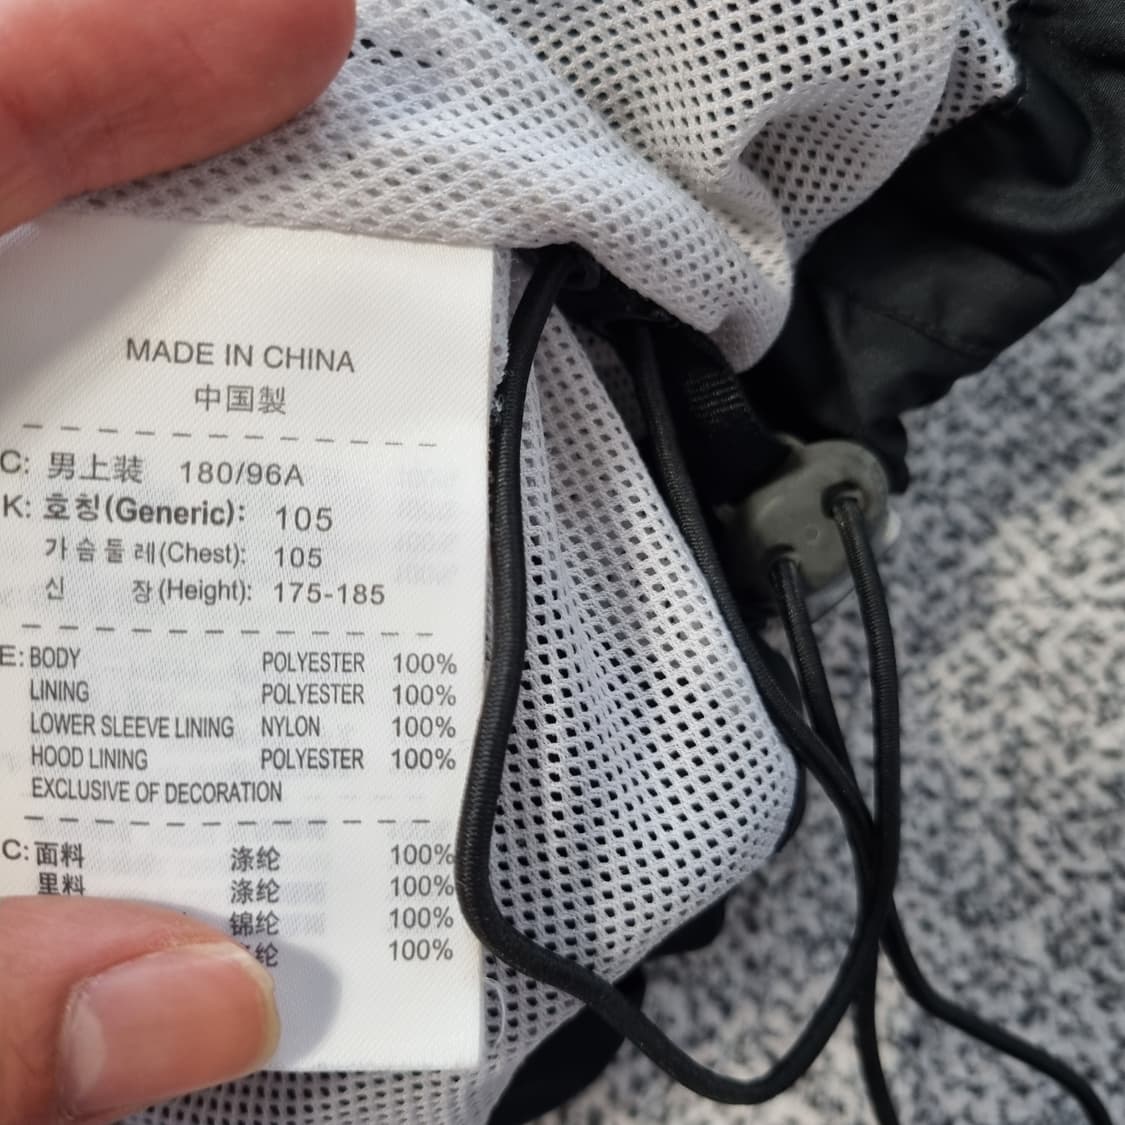 MADE IN CHINA
中国製
C: 男上装 180/96A
K: 호칭(Generic): 105
가슴둘레(Chest): 105
신 장(Height): 175-185
E: BODY POLYESTER 100%
LINING POLYESTER 100%
LOWER SLEEVE LINING NYLON 100%
HOOD LINING POLYESTER 100%
EXCLUSIVE OF DECORATION
C: 面料 涤纶 100%
里料 涤纶 100%
锦纶 100%
纶 100%